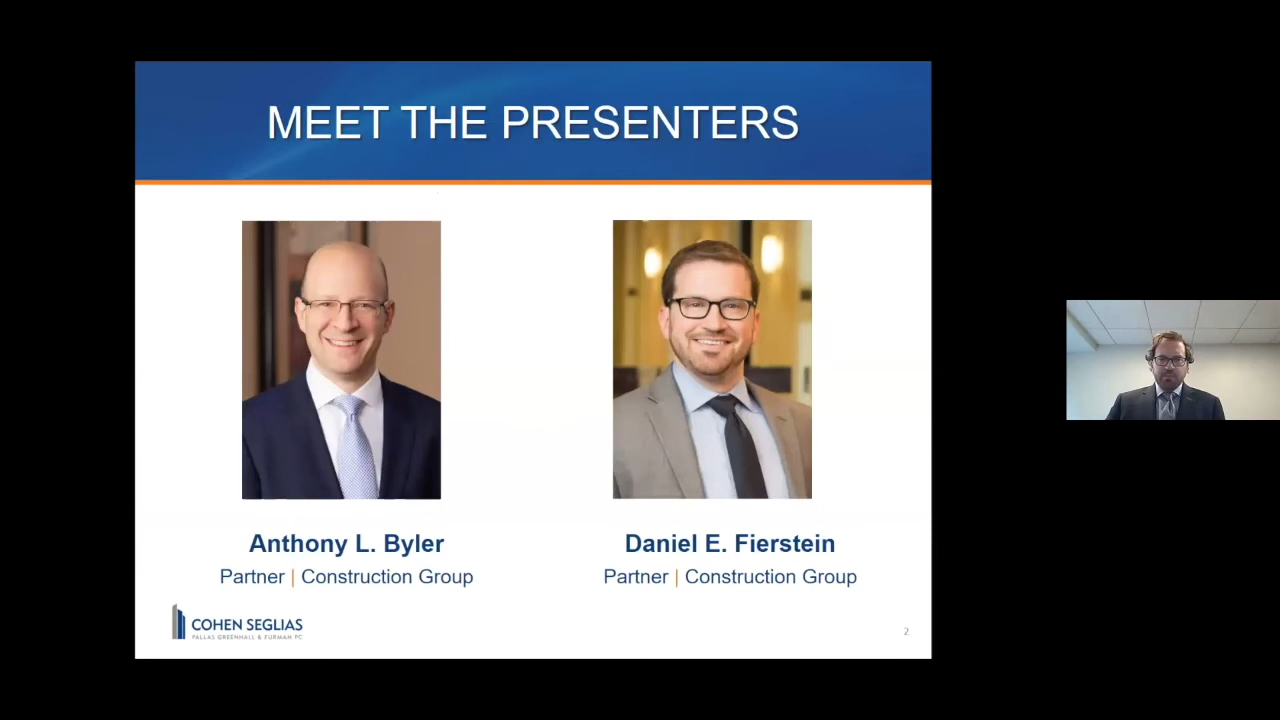 MEET THE PRESENTERS
Anthony L. Byler
Partner | Construction Group
Daniel E. Fierstein
Partner | Construction Group
COHEN SEGLIAS
PALLAS GREENHALL & FURMAN PC
2